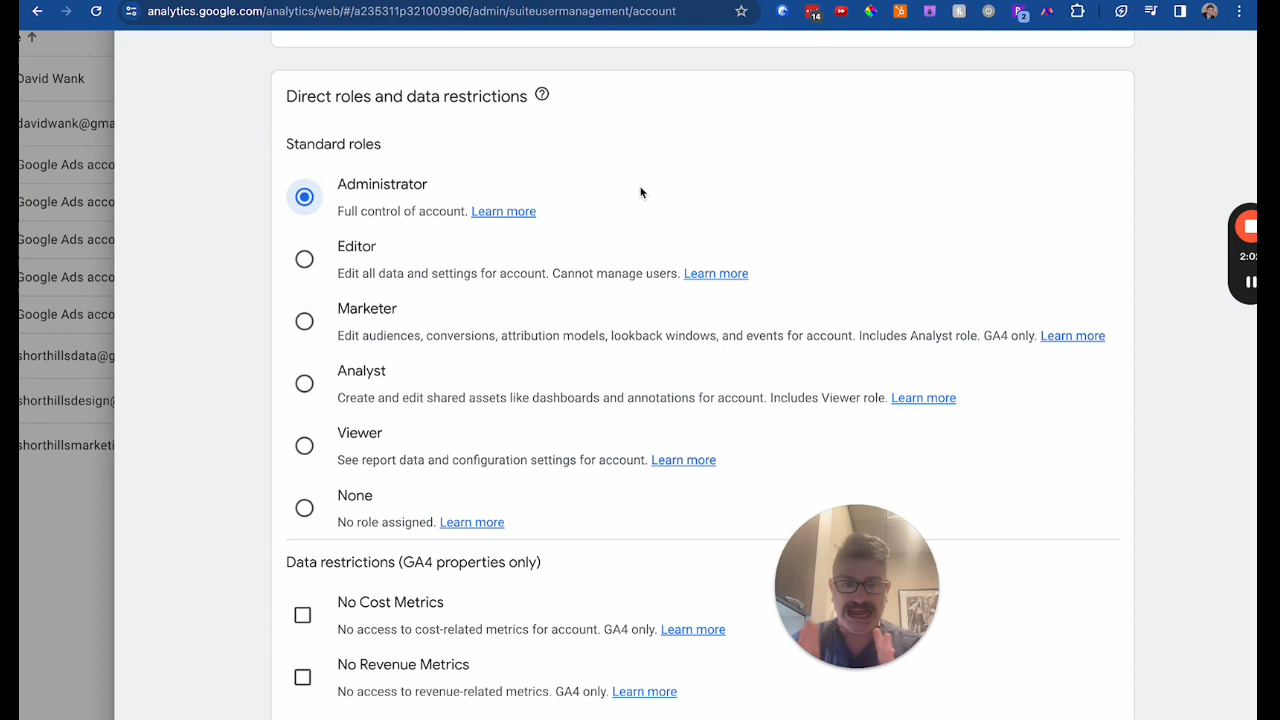 analytics.google.com/analytics/web/#/a235311p321009906/admin/suiteusermanagement/account
14
2
David Wank
davidwank@gma
Google Ads acco
Google Ads acco
Google Ads acco
Google Ads acco
Google Ads acco
shorthillsdata@g
shorthillsdesign@
shorthillsmarketi
Direct roles and data restrictions
Standard roles
Administrator
Full control of account. Learn more
Editor
Edit all data and settings for account. Cannot manage users. Learn more
Marketer
Edit audiences, conversions, attribution models, lookback windows, and events for account. Includes Analyst role. GA4 only. Learn more
Analyst
Create and edit shared assets like dashboards and annotations for account. Includes Viewer role. Learn more
Viewer
See report data and configuration settings for account. Learn more
None
No role assigned. Learn more
Data restrictions (GA4 properties only)
No Cost Metrics
No access to cost-related metrics for account. GA4 only. Learn more
No Revenue Metrics
No access to revenue-related metrics. GA4 only. Learn more